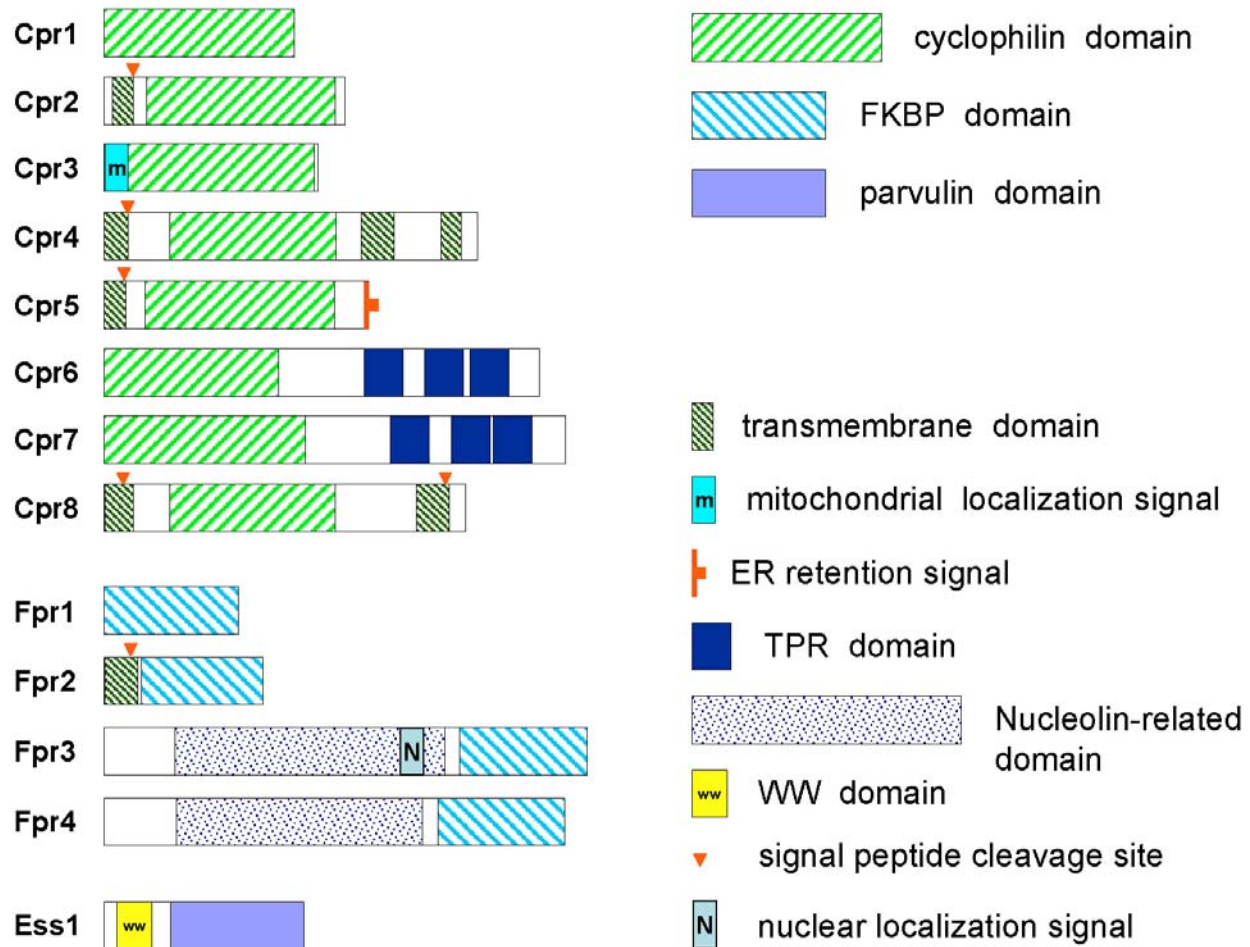 Cpr1
cyclophilin domain
Cpr2
FKBP domain
Cpr3
m
parvulin domain
Cpr4
Cpr5
Cpr6
Cpr7
transmembrane domain
Cpr8
m
mitochondrial localization signal
ER retention signal
Fpr1
TPR domain
Fpr2
Nucleolin-related
domain
Fpr3
N
WW
WW domain
Fpr4
signal peptide cleavage site
Ess1
WW
N
nuclear localization signal